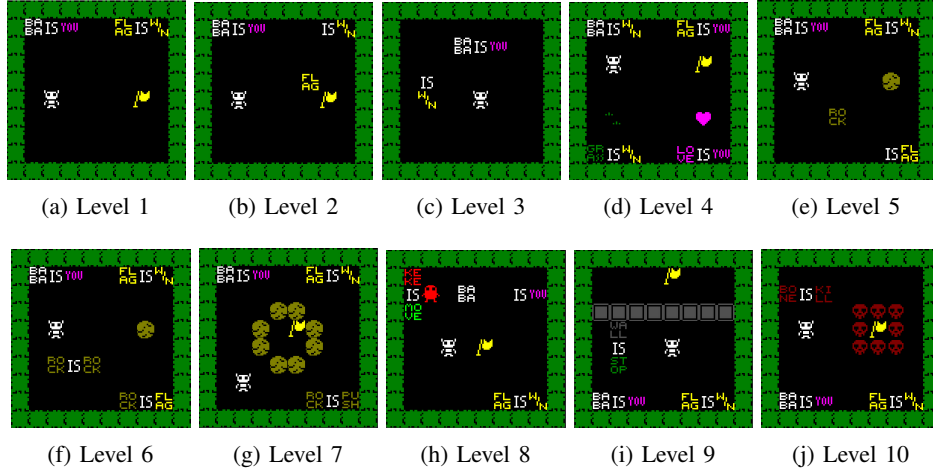 BABA IS YOU FLAG IS WIN
(a) Level 1
BABA IS YOU IS WIN
FLAG
(b) Level 2
BABA IS YOU
IS
WIN
(c) Level 3
BABA IS YOU FLAG IS WIN
GRASS IS WIN LOVE IS YOU
(d) Level 4
BABA IS YOU FLAG IS WIN
ROCK
IS FLAG
(e) Level 5
BABA IS YOU FLAG IS WIN
ROCK IS ROCK
ROCK IS FLAG
(f) Level 6
BABA IS YOU FLAG IS WIN
ROCK IS PUSH
(g) Level 7
KEKE
IS BABA IS YOU
MOVE
FLAG IS WIN
(h) Level 8
WALL
IS
STOP
BABA IS YOU FLAG IS WIN
(i) Level 9
BONE IS KILL
BABA IS YOU FLAG IS WIN
(j) Level 10